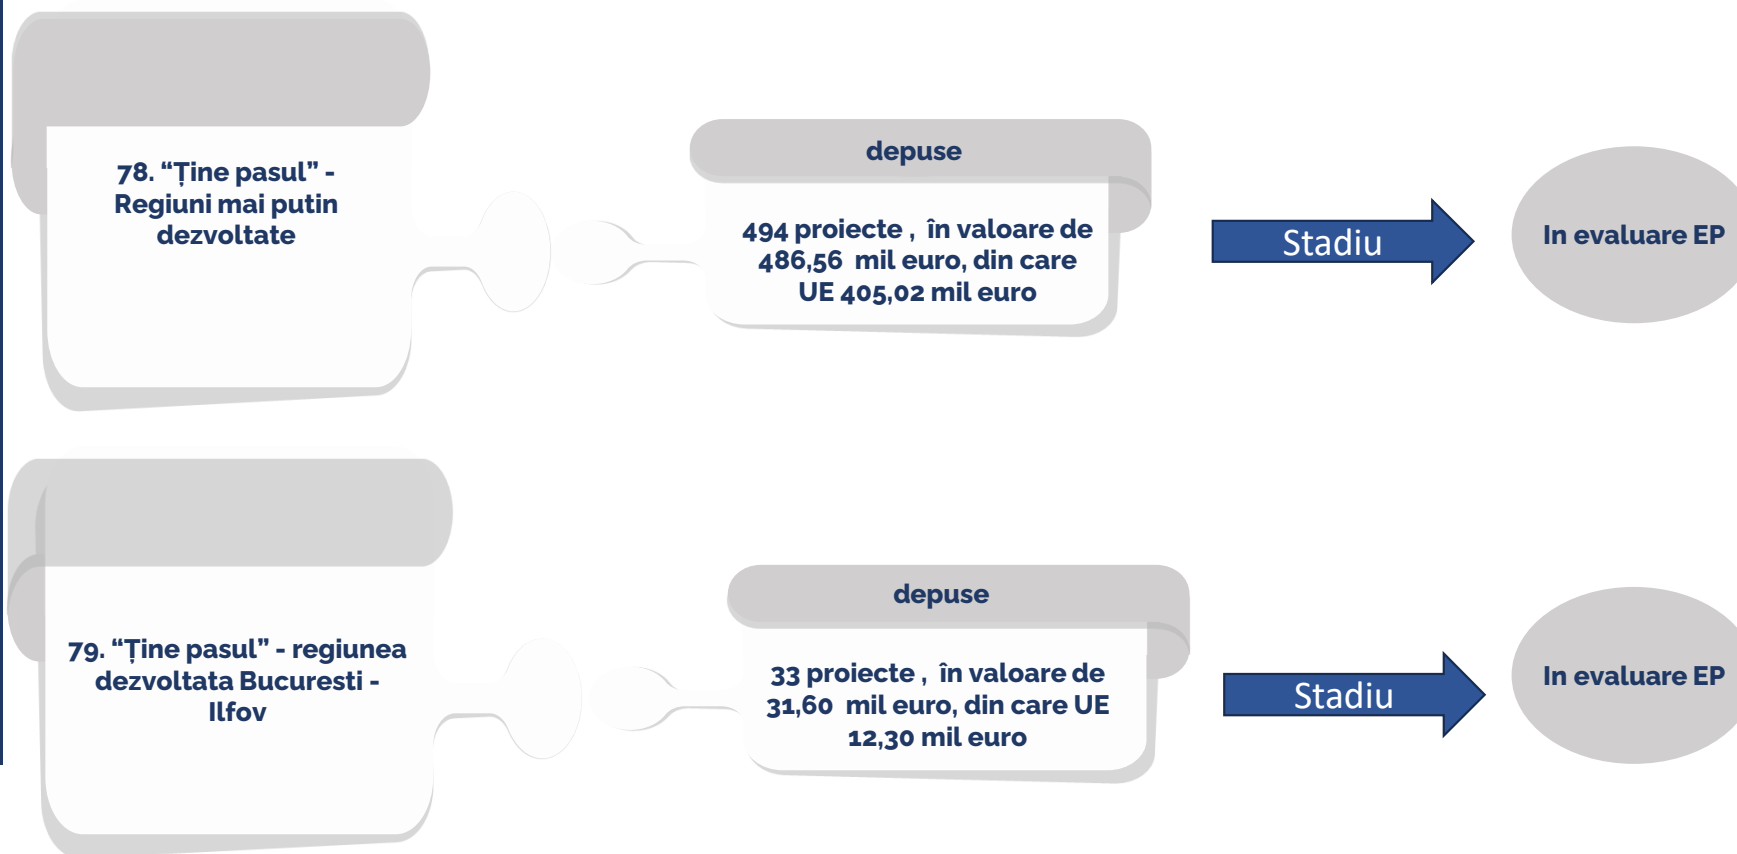 78. “Ține pasul” -
Regiuni mai putin
dezvoltate
depuse
494 proiecte , în valoare de
486,56 mil euro, din care
UE 405,02 mil euro
Stadiu
In evaluare EP
79. “Ține pasul” - regiunea
dezvoltata Bucuresti -
Ilfov
depuse
33 proiecte , în valoare de
31,60 mil euro, din care UE
12,30 mil euro
Stadiu
In evaluare EP